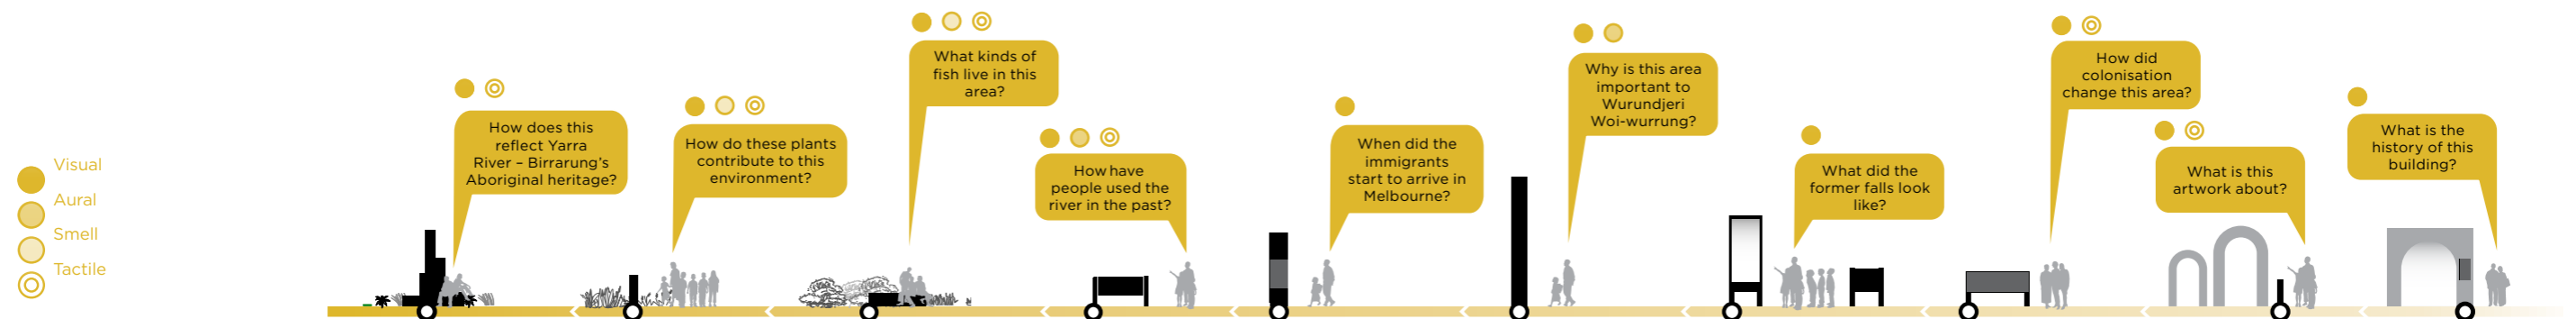 Visual
Aural
Smell
Tactile
How does this
reflect Yarra
River – Birrarung's
Aboriginal heritage?
How do these plants
contribute to this
environment?
What kinds of
fish live in this
area?
How have
people used the
river in the past?
When did the
immigrants
start to arrive in
Melbourne?
Why is this area
important to
Wurundjeri
Woi-wurrung?
What did the
former falls look
like?
How did
colonisation
change this area?
What is this
artwork about?
What is the
history of this
building?